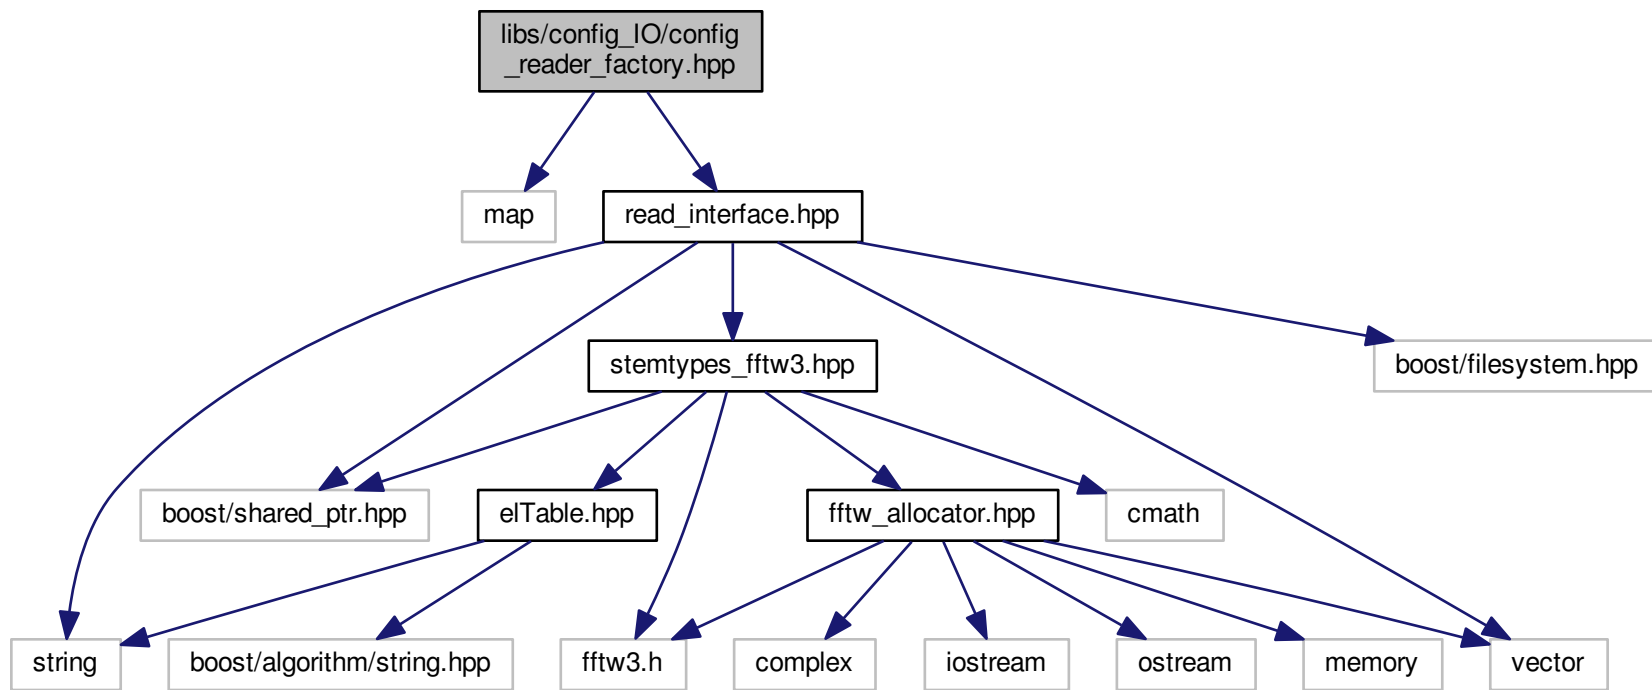 libs/config_IO/config
_reader_factory.hpp
map
read_interface.hpp
stemtypes_fftw3.hpp
boost/filesystem.hpp
boost/shared_ptr.hpp
elTable.hpp
fftw_allocator.hpp
cmath
string
boost/algorithm/string.hpp
fftw3.h
complex
iostream
ostream
memory
vector